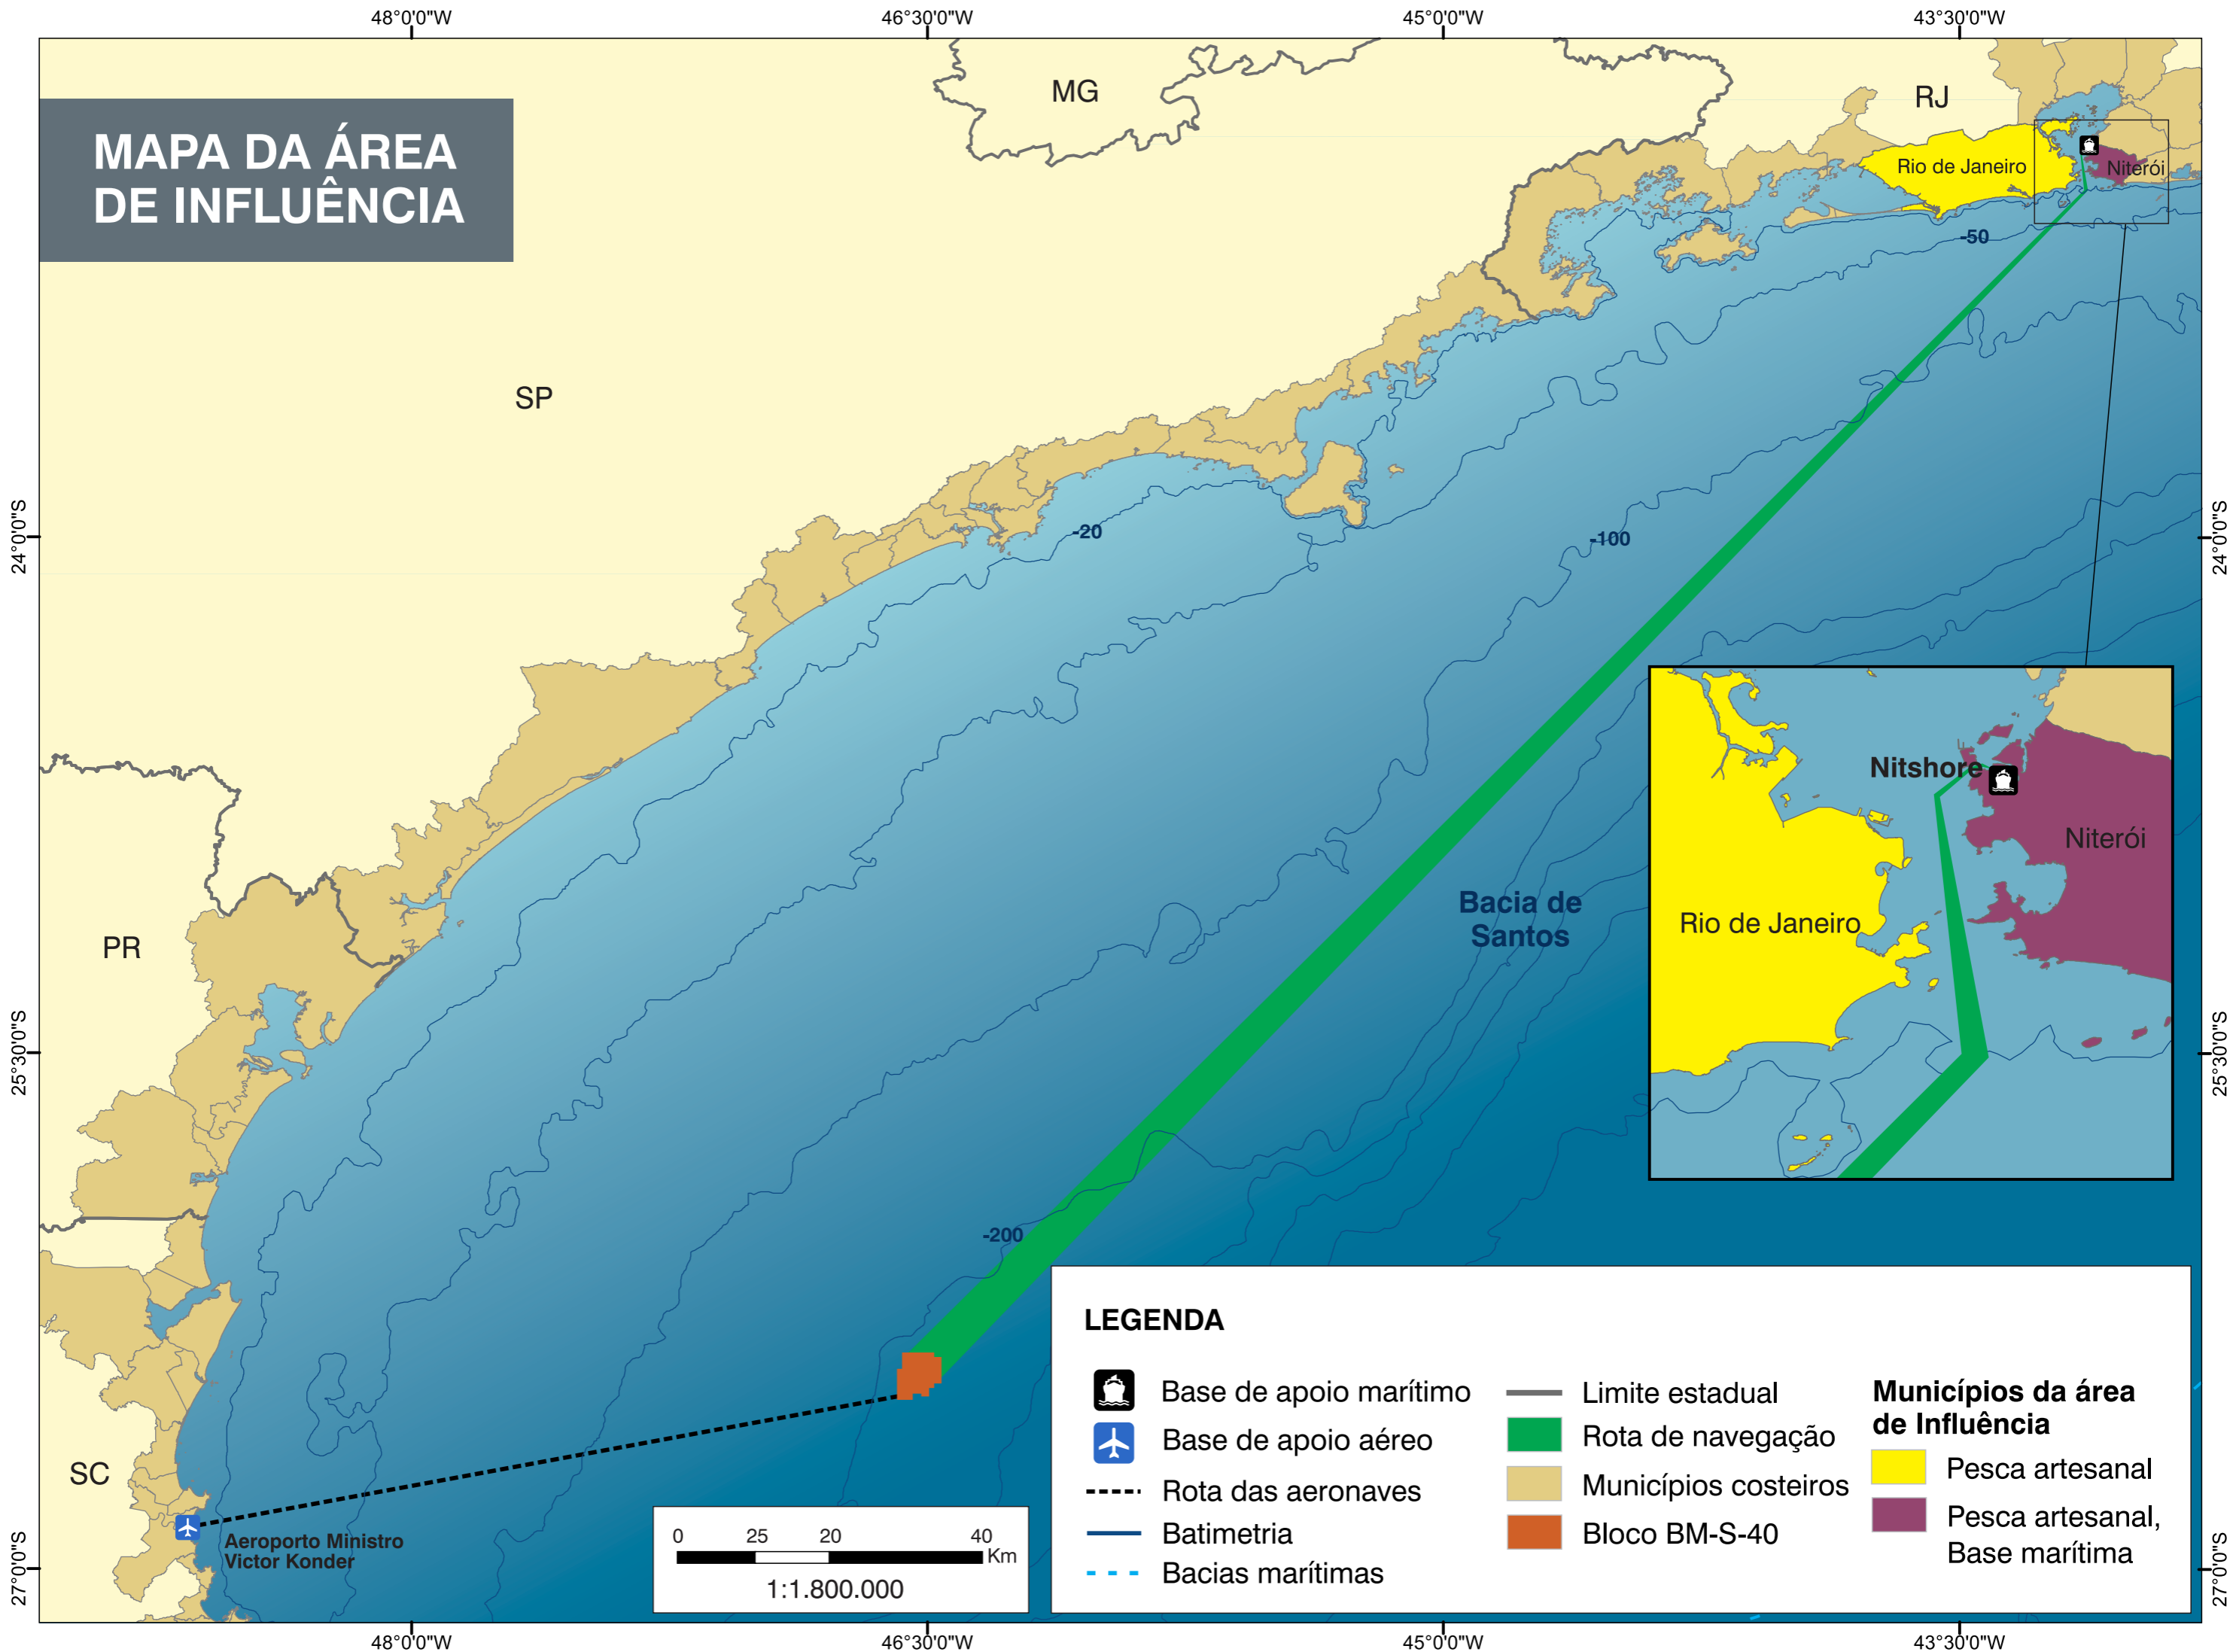 48°0'0"W
46°30'0"W
45°0'0"W
43°30'0"W
MAPA DA ÁREA
DE INFLUÊNCIA
MG
RJ
Rio de Janeiro
Niterói
-50
SP
24°0'0"S
-20
-100
24°0'0"S
Nitshore
Niterói
Rio de Janeiro
Bacia de
Santos
PR
25°30'0"S
25°30'0"S
-200
SC
Aeroporto Ministro
Victor Konder
27°0'0"S
27°0'0"S
0 25 20 40
Km
1:1.800.000
LEGENDA
Base de apoio marítimo
Base de apoio aéreo
Rota das aeronaves
Batimetria
Bacias marítimas
Limite estadual
Rota de navegação
Municípios costeiros
Bloco BM-S-40
Municípios da área
de Influência
Pesca artesanal
Pesca artesanal,
Base marítima
48°0'0"W
46°30'0"W
45°0'0"W
43°30'0"W